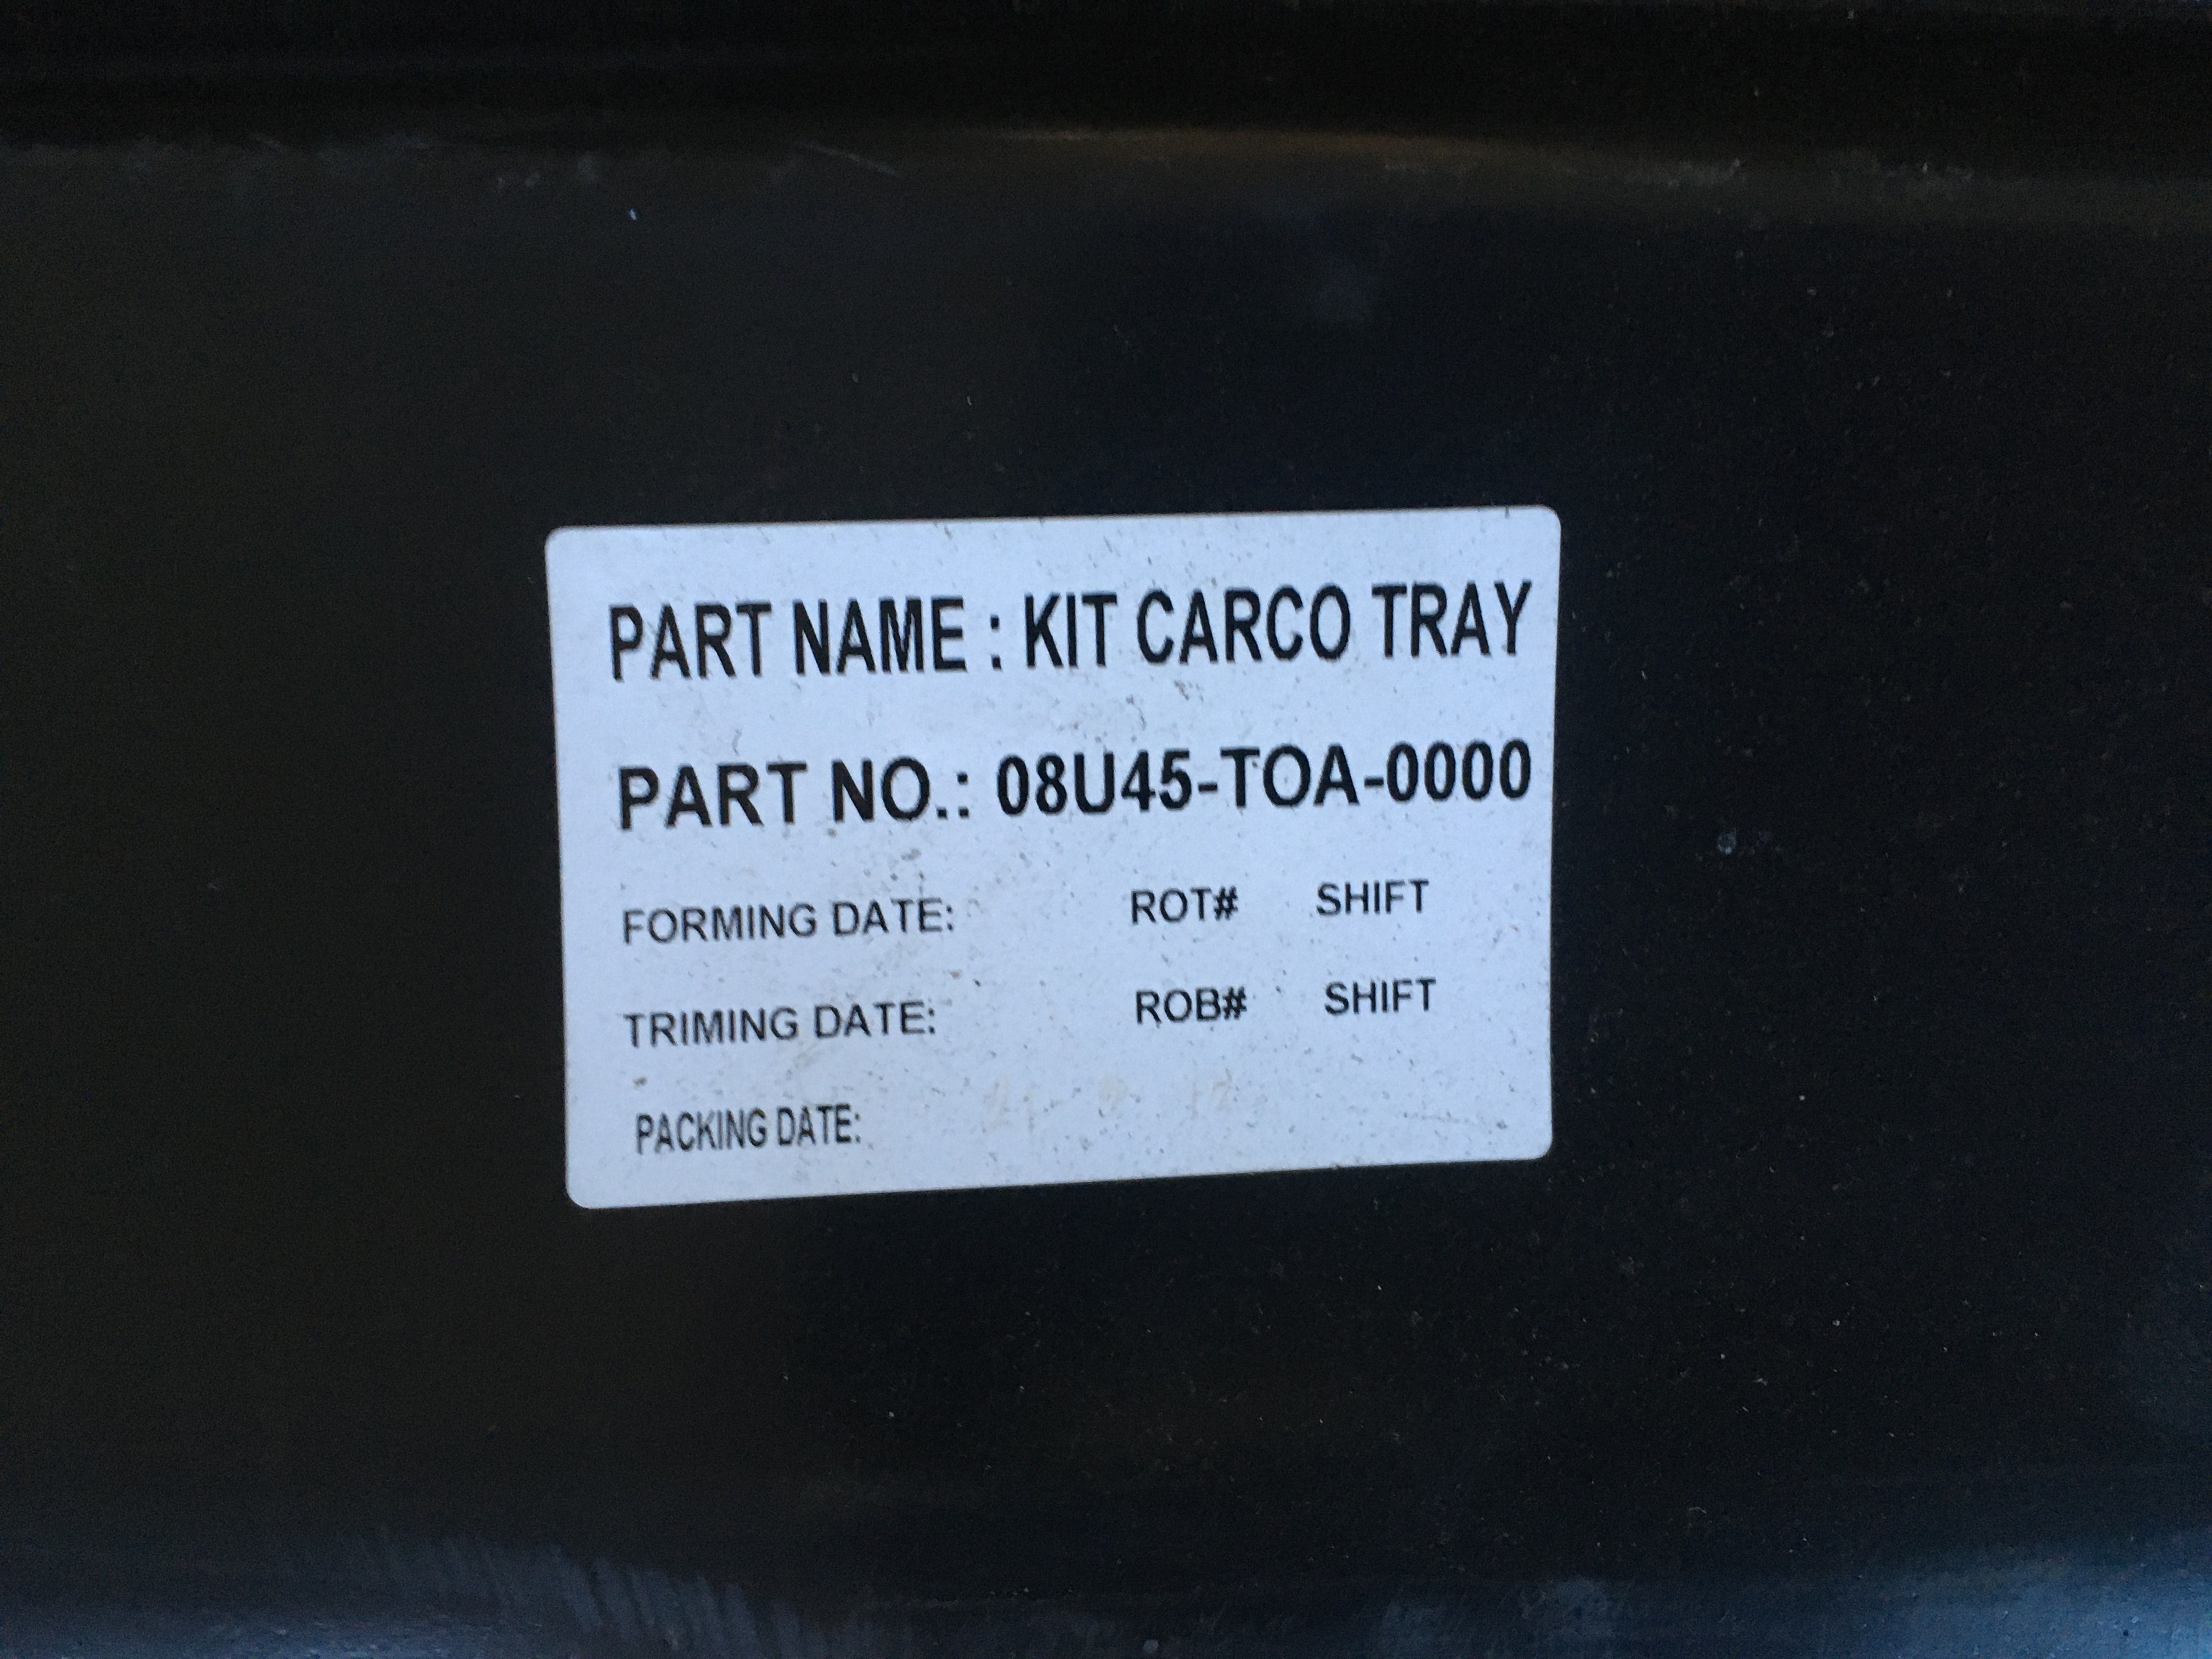 PART NAME : KIT CARCO TRAY
PART NO.: 08U45-TOA-0000
FORMING DATE: ROT# SHIFT
TRIMING DATE: ROB# SHIFT
PACKING DATE: